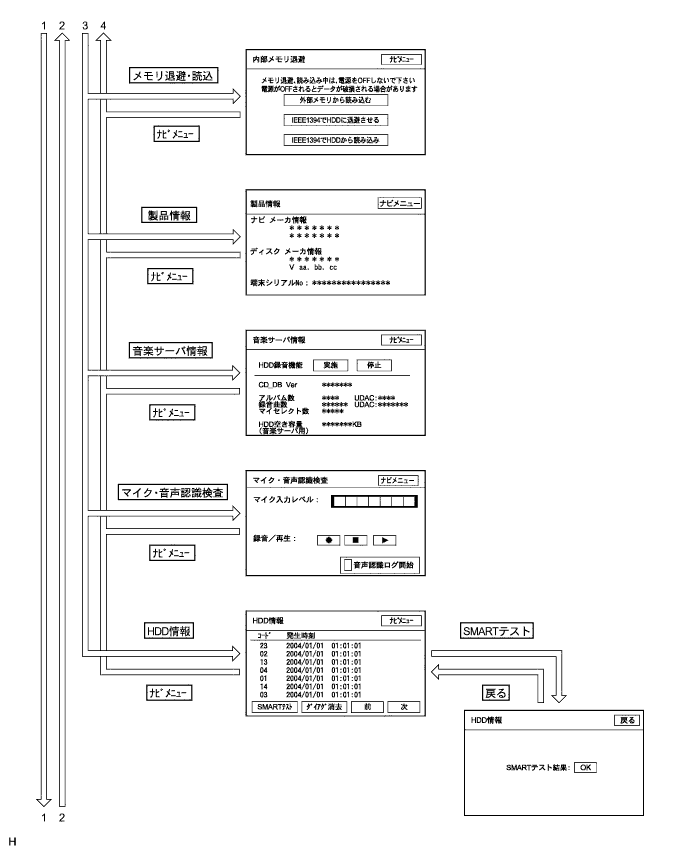 1 2 3 4
メモリ退避・読込
ナビメニュー
内部メモリ退避 ナビメニュー
メモリ退避、読み込み中は、電源をOFFしないで下さい
電源がOFFされるとデータが破損される場合があります
外部メモリから読み込む
IEEE1394でHDDに退避させる
IEEE1394でHDDから読み込み
製品情報
ナビメニュー
製品情報 ナビメニュー
ナビ メーカ情報
*******
*******
ディスク メーカ情報
*******
V aa. bb. cc
端末シリアルNo : ****************
音楽サーバ情報
ナビメニュー
音楽サーバ情報 ナビメニュー
HDD録音機能 実施 停止
CD_DB Ver *******
アルバム数 **** UDAC:****
録音曲数 ****** UDAC:*******
マイセレクト数 *****
HDD空き容量 *******KB
(音楽サーバ用)
マイク・音声認識検査
ナビメニュー
マイク・音声認識検査 ナビメニュー
マイク入力レベル :
録音/再生 : ● ■ ▶
音声認識ログ開始
HDD情報
ナビメニュー
HDD情報 ナビメニュー
コード 発生時刻
23 2004/01/01 01:01:01
02 2004/01/01 01:01:01
13 2004/01/01 01:01:01
04 2004/01/01 01:01:01
01 2004/01/01 01:01:01
14 2004/01/01 01:01:01
03 2004/01/01 01:01:01
SMARTテスト ダイアグ消去 前 次
SMARTテスト
戻る
HDD情報 戻る
SMARTテスト結果: OK
1 2
H